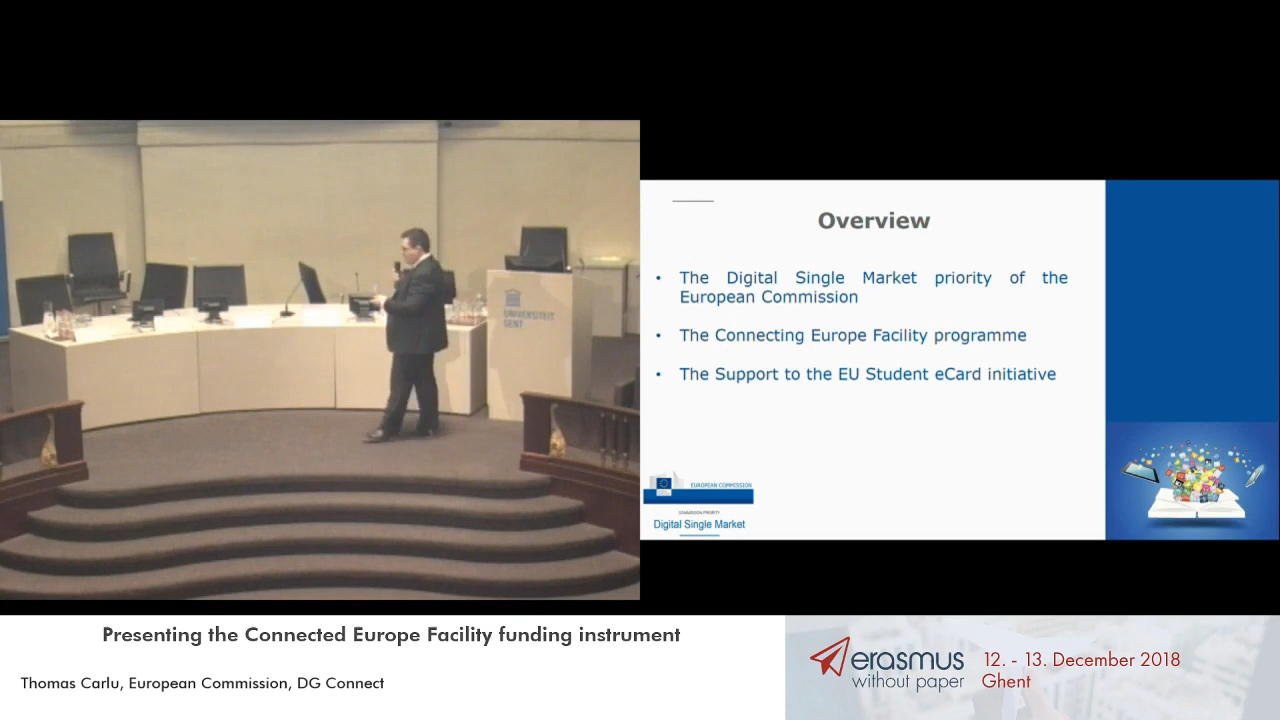 UNIVERSITEIT
GENT
Overview
• The Digital Single Market priority of the
European Commission
• The Connecting Europe Facility programme
• The Support to the EU Student eCard initiative
EUROPEAN COMMISSION
COMMISSION PRIORITY
Digital Single Market
Presenting the Connected Europe Facility funding instrument
Thomas Carlu, European Commission, DG Connect
erasmus
without paper
12. - 13. December 2018
Ghent